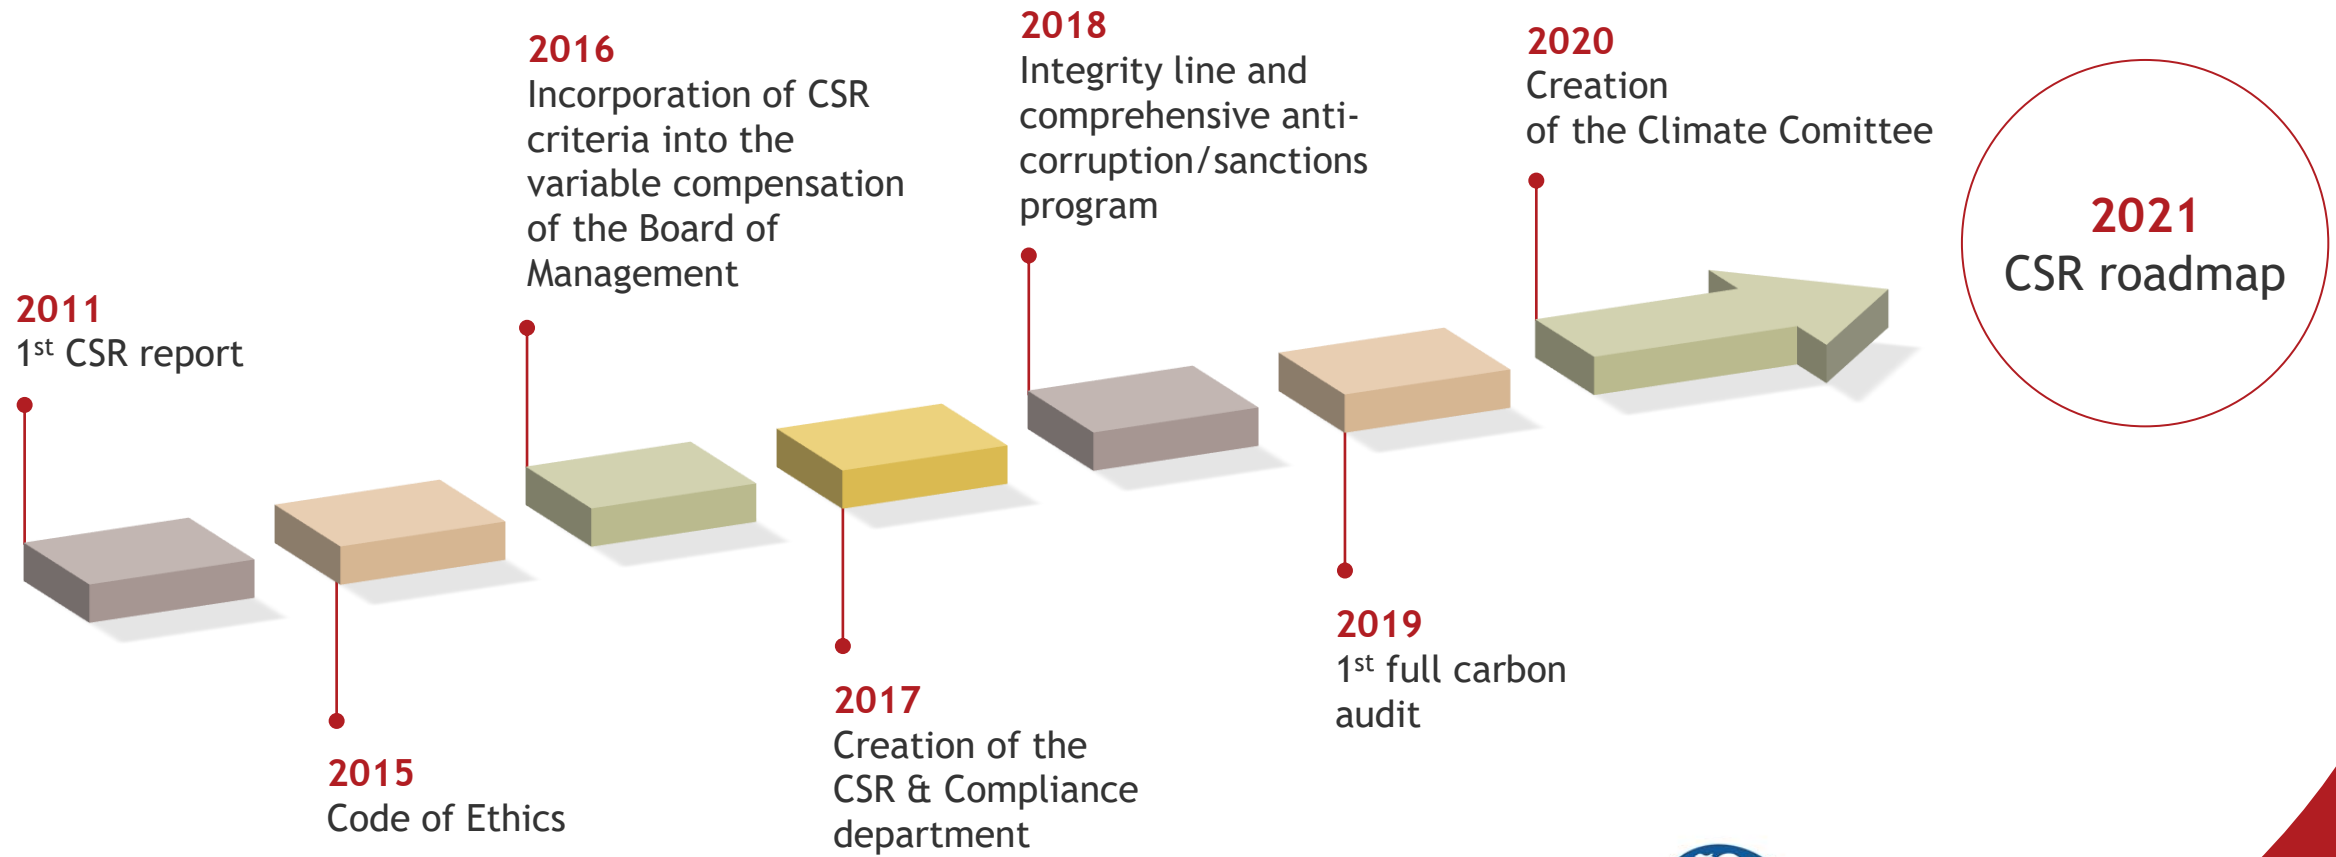 2011
1st CSR report
2015
Code of Ethics
2016
Incorporation of CSR
criteria into the
variable compensation
of the Board of
Management
2017
Creation of the
CSR & Compliance
department
2018
Integrity line and
comprehensive anti-
corruption/sanctions
program
2019
1st full carbon
audit
2020
Creation
of the Climate Comittee
2021
CSR roadmap